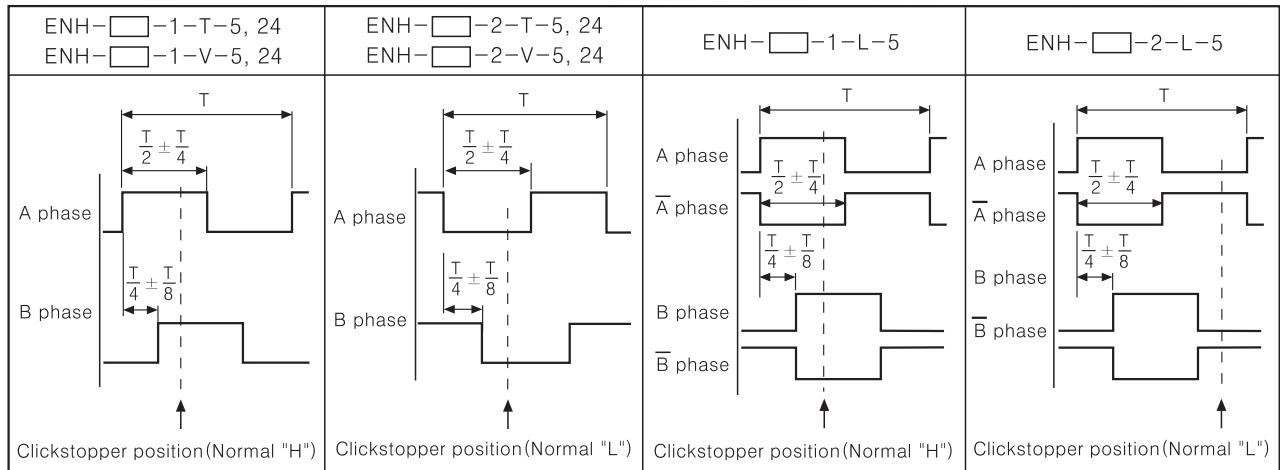 ENH-□-1-T-5, 24
ENH-□-1-V-5, 24
T
T/2 ± T/4
A phase
T/4 ± T/8
B phase
Clickstopper position(Normal "H")
ENH-□-2-T-5, 24
ENH-□-2-V-5, 24
T
T/2 ± T/4
A phase
T/4 ± T/8
B phase
Clickstopper position(Normal "L")
ENH-□-1-L-5
T
A phase
T/2 ± T/4
A̅ phase
T/4 ± T/8
B phase
B̅ phase
Clickstopper position(Normal "H")
ENH-□-2-L-5
T
A phase
T/2 ± T/4
A̅ phase
T/4 ± T/8
B phase
B̅ phase
Clickstopper position(Normal "L")